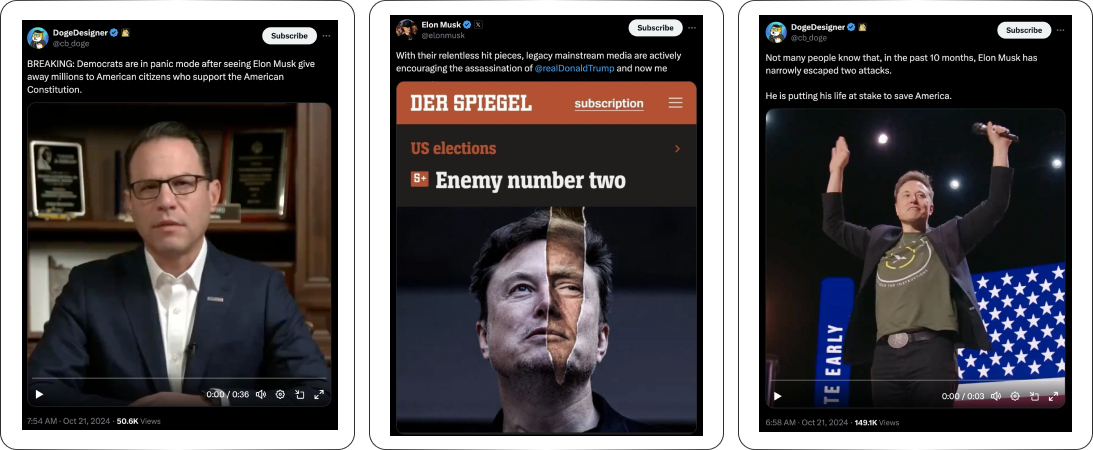 DogeDesigner
@cb_doge
Subscribe
BREAKING: Democrats are in panic mode after seeing Elon Musk give
away millions to American citizens who support the American
Constitution.
0:00 / 0:36
7:54 AM · Oct 21, 2024 · 50.6K Views
Elon Musk
@elonmusk
Subscribe
With their relentless hit pieces, legacy mainstream media are actively
encouraging the assassination of @realDonaldTrump and now me
DER SPIEGEL
subscription
US elections
S+ Enemy number two
DogeDesigner
@cb_doge
Subscribe
Not many people know that, in the past 10 months, Elon Musk has
narrowly escaped two attacks.
He is putting his life at stake to save America.
TE EARLY
0:00 / 0:03
6:58 AM · Oct 21, 2024 · 149.1K Views